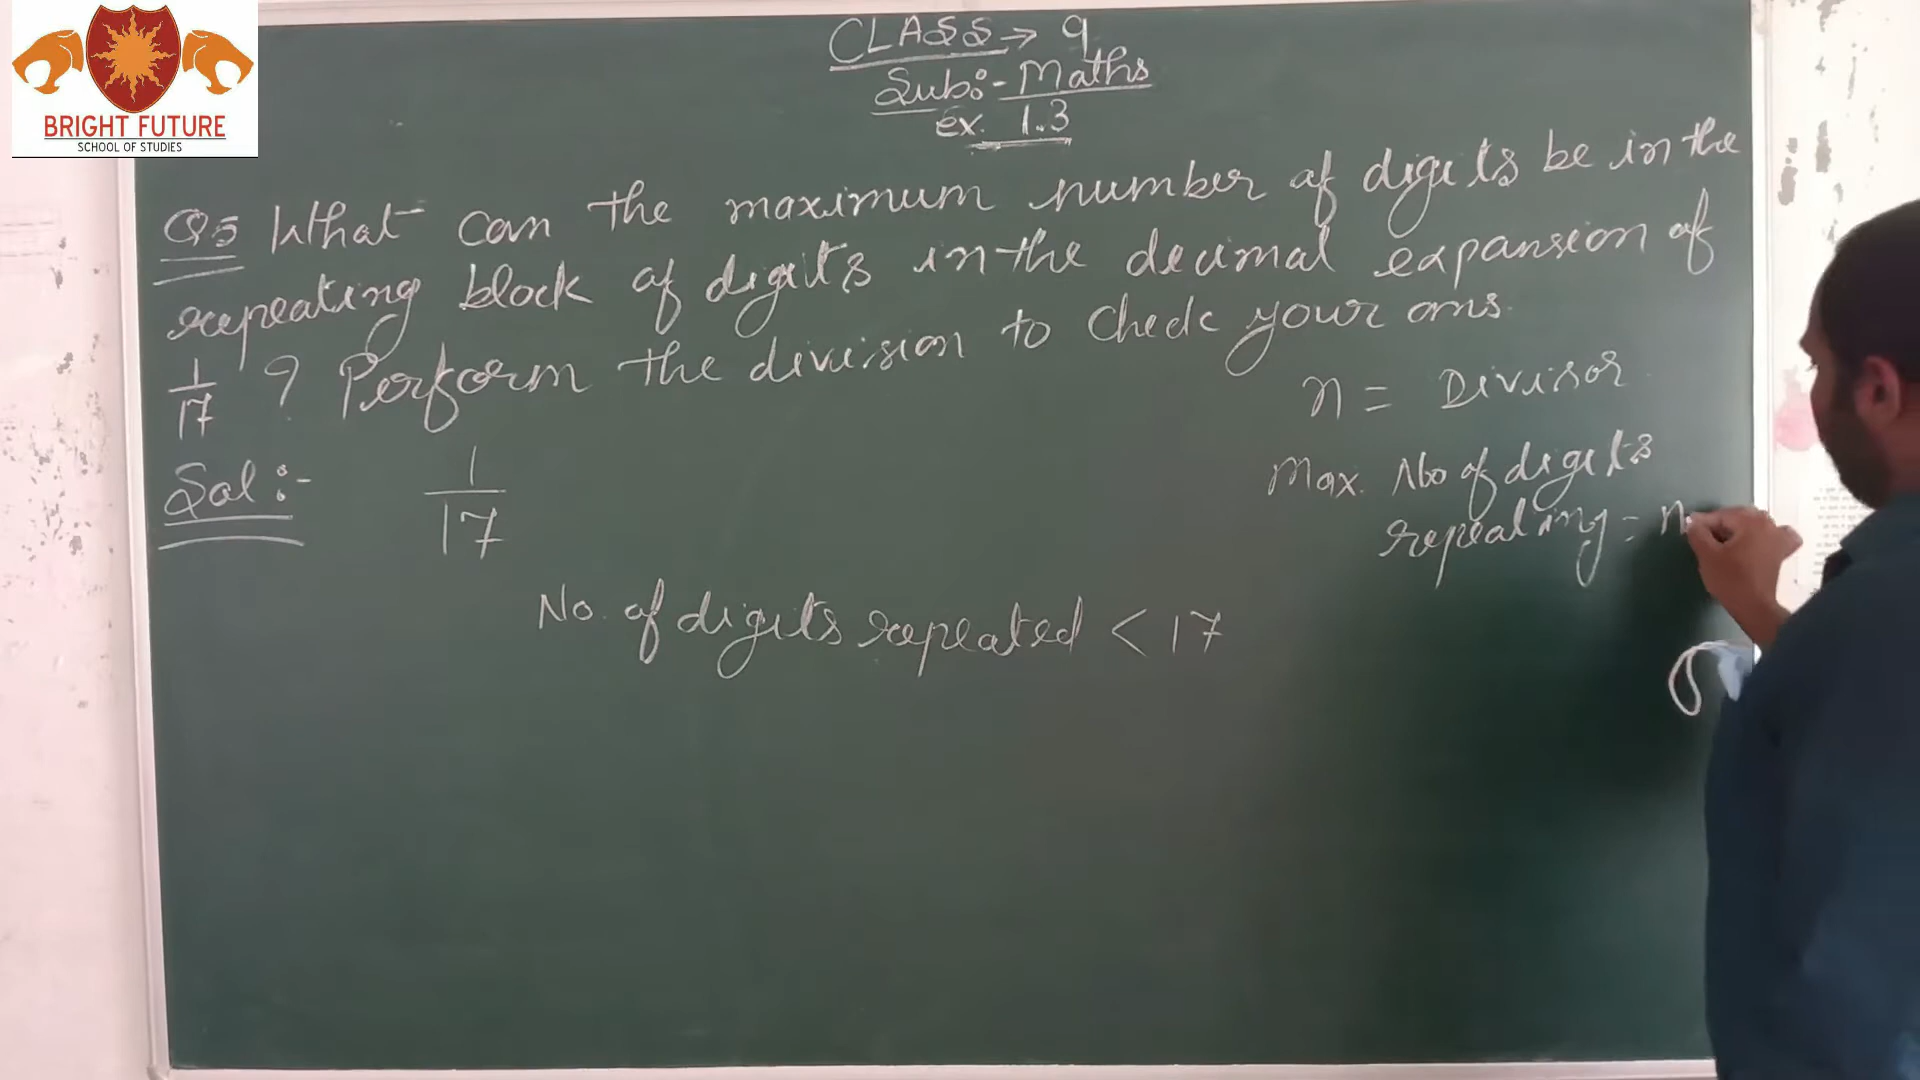 BRIGHT FUTURE
SCHOOL OF STUDIES
CLASS → 9
Sub:- Maths
ex. 1.3
Q5 What can the maximum number of digits be in the
repeating block of digits in the decimal expansion of
1/17 ? Perform the division to check your ans.
n = Divisor
Max. No of digits
repeating = n
Sol :- 1/17
No. of digits repeated < 17